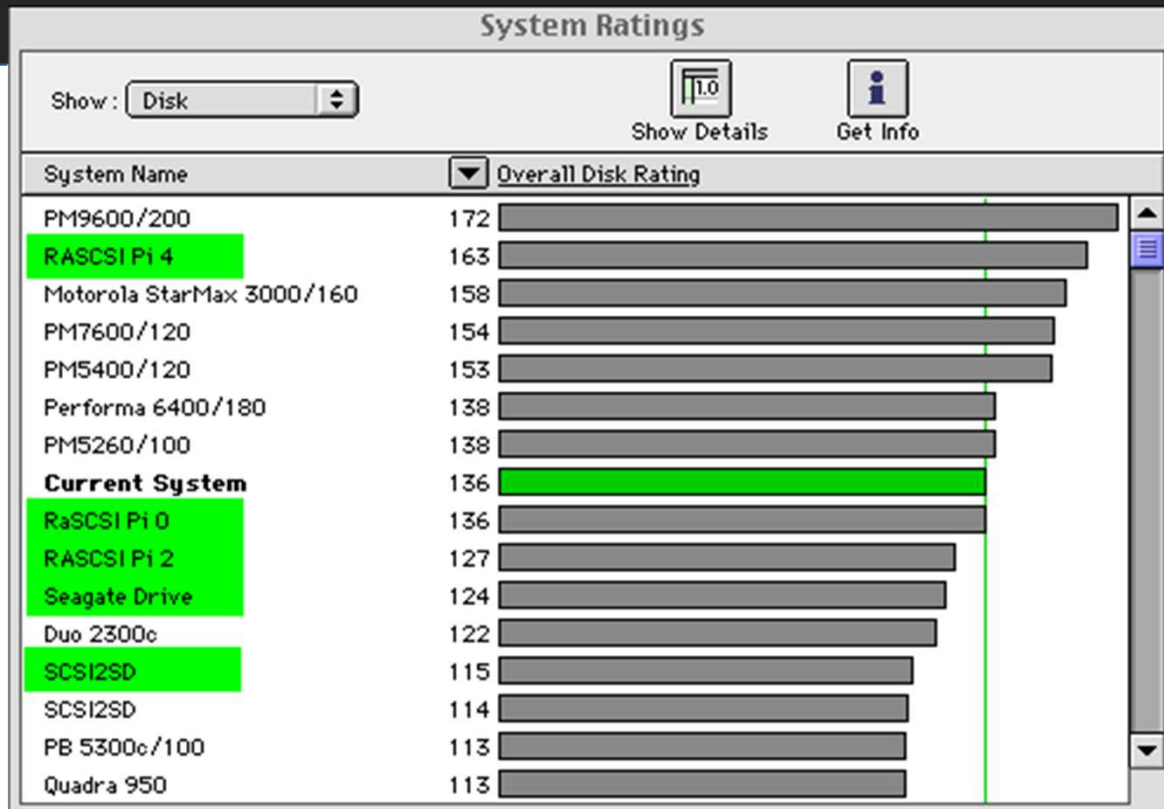 System Ratings
Show : Disk
1.0
Show Details Get Info
System Name Overall Disk Rating
PM9600/200 172
RASCSI Pi 4 163
Motorola StarMax 3000/160 158
PM7600/120 154
PM5400/120 153
Performa 6400/180 138
PM5260/100 138
Current System 136
RaSCSI Pi 0 136
RASCSI Pi 2 127
Seagate Drive 124
Duo 2300c 122
SCSI2SD 115
SCSI2SD 114
PB 5300c/100 113
Quadra 950 113